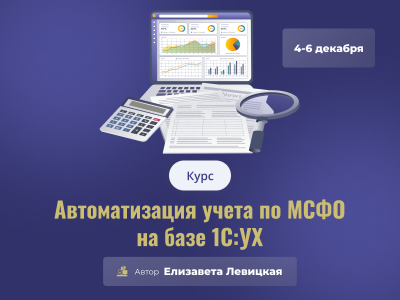 4-6 декабря
Курс
Автоматизация учета по МСФО
на базе 1С:УХ
Автор Елизавета Левицкая